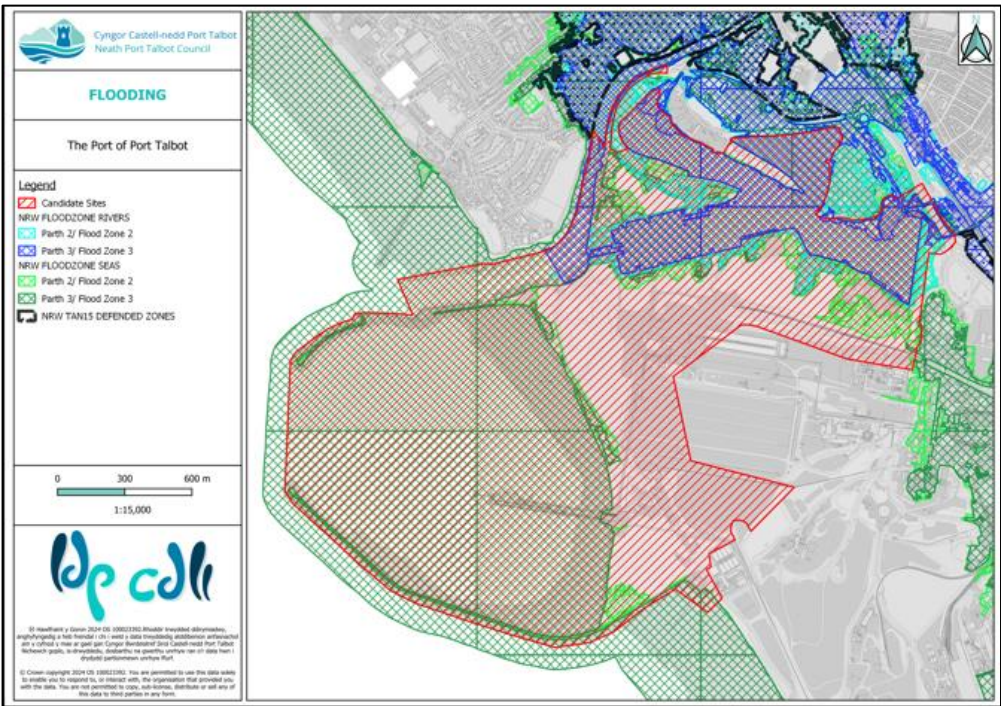 Cyngor Castell-nedd Port Talbot
Neath Port Talbot Council
FLOODING
The Port of Port Talbot
Legend
Candidate Sites
NRW FLOODZONE RIVERS
Parth 2/ Flood Zone 2
Parth 3/ Flood Zone 3
NRW FLOODZONE SEAS
Parth 2/ Flood Zone 2
Parth 3/ Flood Zone 3
NRW TAN15 DEFENDED ZONES
0 300 600 m
1:15,000
ldp cdll
© Crown copyright 2024 OS 100023392. You are permitted to use this data solely
to enable you to respond to, or interact with, the organisation that provided you
with the data. You are not permitted to copy, sub-license, distribute or sell any of
this data to third parties in any form.
N